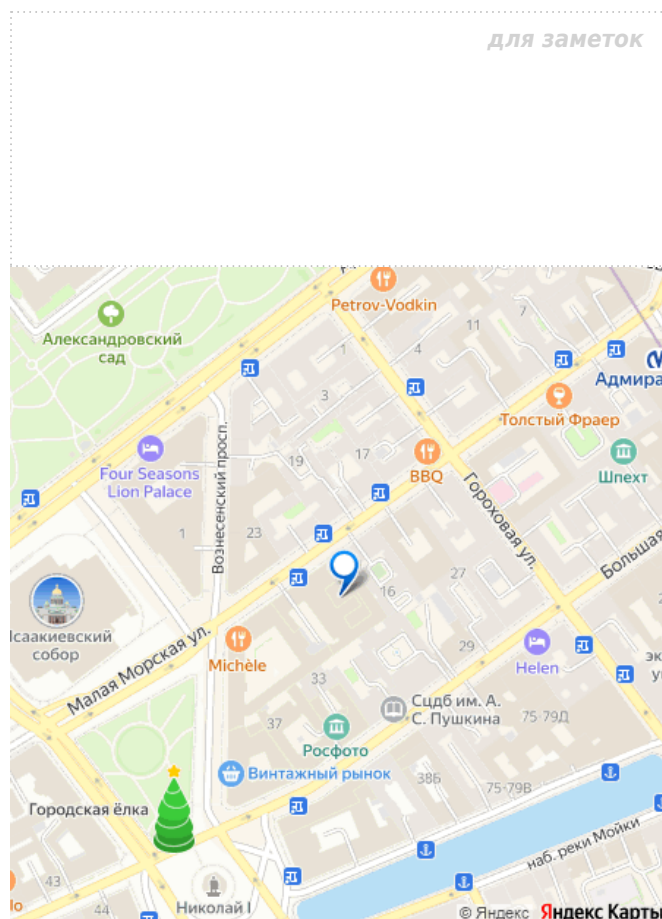 для заметок
Petrov-Vodkin
Александровский
сад
11
7
1
4
3
Адмира
Толстый Фраер
BBQ
Шпехт
Four Seasons
Lion Palace
19
17
Вознесенский просп.
Гороховая ул.
Большая
1
23
16
27
Исаакиевский
собор
Малая Морская ул.
Michèle
29
Helen
эк
у
33
37
Сцдб им. А.
С. Пушкина
75-79Д
Росфото
Винтажный рынок
38Б
75-79В
Городская ёлка
наб. реки Мойки
43
lo
44
Николай I
© Яндекс Яндекс Карты